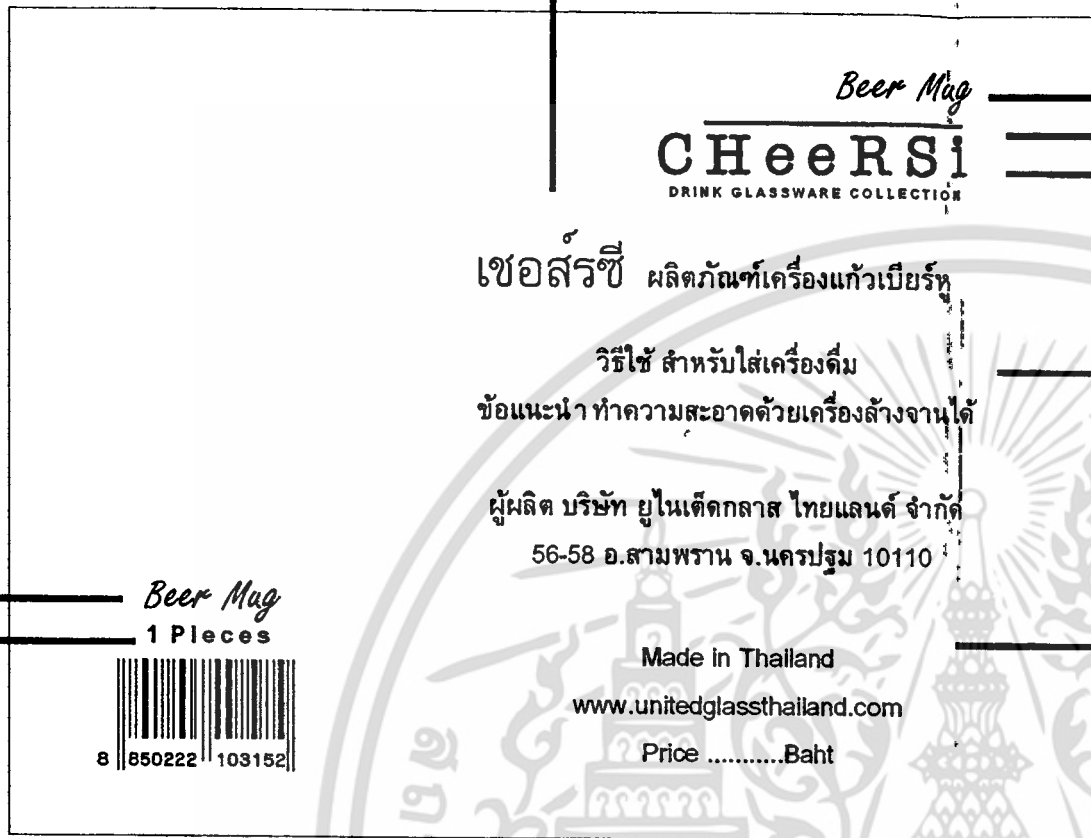 Beer Mug
CHeeRSi
DRINK GLASSWARE COLLECTION
เชอส์รซี ผลิตภัณฑ์เครื่องแก้วเบียร์หู
วิธีใช้ สำหรับใส่เครื่องดื่ม
ข้อแนะนำ ทำความสะอาดด้วยเครื่องล้างจานได้
ผู้ผลิต บริษัท ยูไนเต็ดกลาส ไทยแลนด์ จำกัด
56-58 อ.สามพราน จ.นครปฐม 10110
Beer Mug
1 Pieces
8 850222 103152
Made in Thailand
www.unitedglassthailand.com
Price ...........Baht